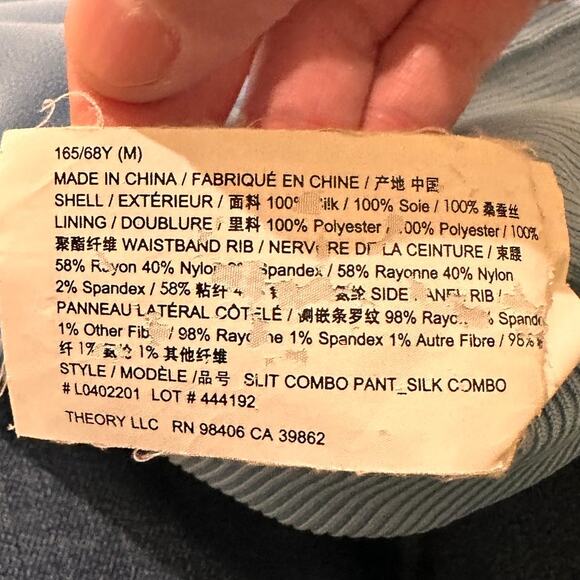 165/68Y (M)
MADE IN CHINA / FABRIQUÉ EN CHINE / 产地 中国
SHELL / EXTÉRIEUR / 面料 100% Silk / 100% Soie / 100% 桑蚕丝
LINING / DOUBLURE / 里料 100% Polyester / 100% Polyester / 100%
聚酯纤维 WAISTBAND RIB / NERVURE DE LA CEINTURE / 束腰
58% Rayon 40% Nylon 2% Spandex / 58% Rayonne 40% Nylon
2% Spandex / 58% 粘纤 氨纶 SIDE PANEL RIB /
PANNEAU LATÉRAL CÔTELÉ / 侧嵌条罗纹 98% Rayon Spandex
1% Other Fibre / 98% Rayonne 1% Spandex 1% Autre Fibre / 98%
纤 1% 氨纶 1% 其他纤维
STYLE / MODÈLE /品号 SLIT COMBO PANT_SILK COMBO
# L0402201 LOT # 444192
THEORY LLC RN 98406 CA 39862